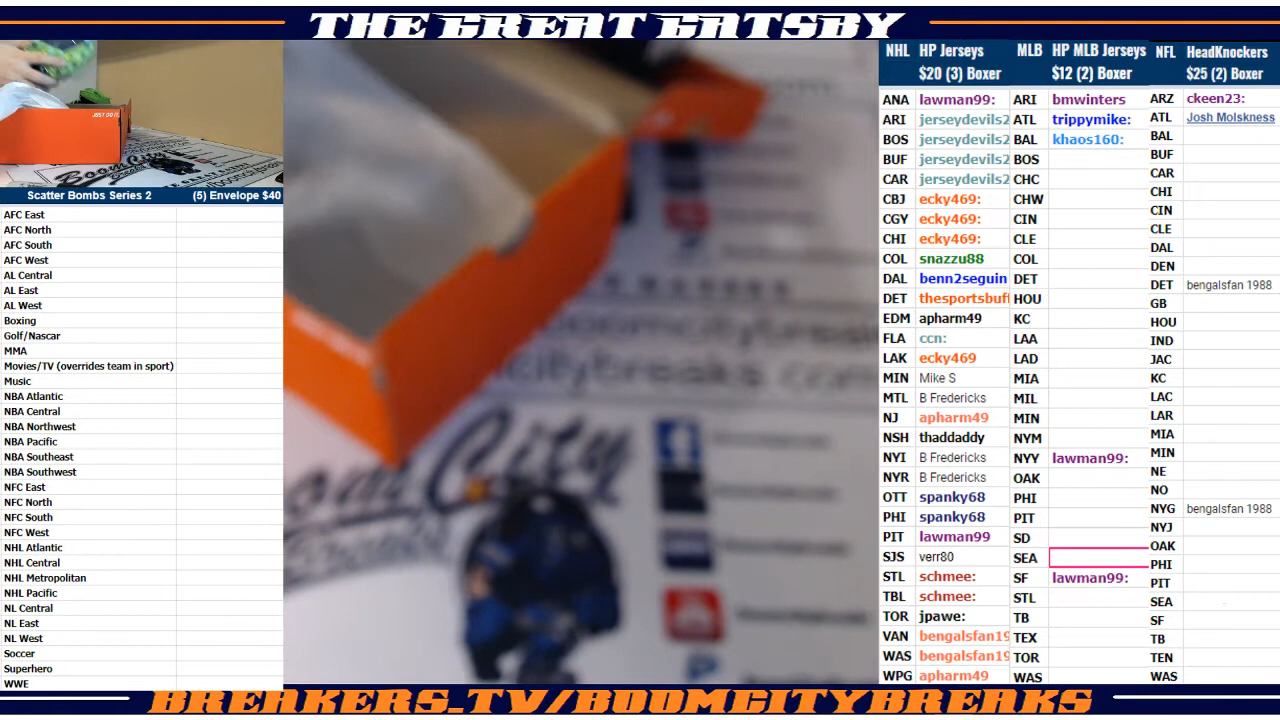 THE GREAT GATSBY
JUST DO IT.
Scatter Bombs Series 2 (5) Envelope $40
AFC East
AFC North
AFC South
AFC West
AL Central
AL East
AL West
Boxing
Golf/Nascar
MMA
Movies/TV (overrides team in sport)
Music
NBA Atlantic
NBA Central
NBA Northwest
NBA Pacific
NBA Southeast
NBA Southwest
NFC East
NFC North
NFC South
NFC West
NHL Atlantic
NHL Central
NHL Metropolitan
NHL Pacific
NL Central
NL East
NL West
Soccer
Superhero
WWE
boomcitybreaks
citybreaks.com
BoomCity
NHL HP Jerseys
$20 (3) Boxer
ANA lawman99:
ARI jerseydevils2
BOS jerseydevils2
BUF jerseydevils2
CAR jerseydevils2
CBJ ecky469:
CGY ecky469:
CHI ecky469:
COL snazzu88
DAL benn2seguin
DET thesportsbuff
EDM apharm49
FLA ccn:
LAK ecky469
MIN Mike S
MTL B Fredericks
NJ apharm49
NSH thaddaddy
NYI B Fredericks
NYR B Fredericks
OTT spanky68
PHI spanky68
PIT lawman99
SJS verr80
STL schmee:
TBL schmee:
TOR jpawe:
VAN bengalsfan19
WAS bengalsfan19
WPG apharm49
MLB HP MLB Jerseys
$12 (2) Boxer
ARI bmwinters
ATL trippymike:
BAL khaos160:
BOS
CHC
CHW
CIN
CLE
COL
DET
HOU
KC
LAA
LAD
MIA
MIL
MIN
NYM
NYY lawman99:
OAK
PHI
PIT
SD
SEA
SF lawman99:
STL
TB
TEX
TOR
WAS
NFL HeadKnockers
$25 (2) Boxer
ARZ ckeen23:
ATL Josh Molskness
BAL
BUF
CAR
CHI
CIN
CLE
DAL
DEN
DET bengalsfan 1988
GB
HOU
IND
JAC
KC
LAC
LAR
MIA
MIN
NE
NO
NYG bengalsfan 1988
NYJ
OAK
PHI
PIT
SEA
SF
TB
TEN
WAS
BREAKERS.TV/BOOMCITYBREAKS